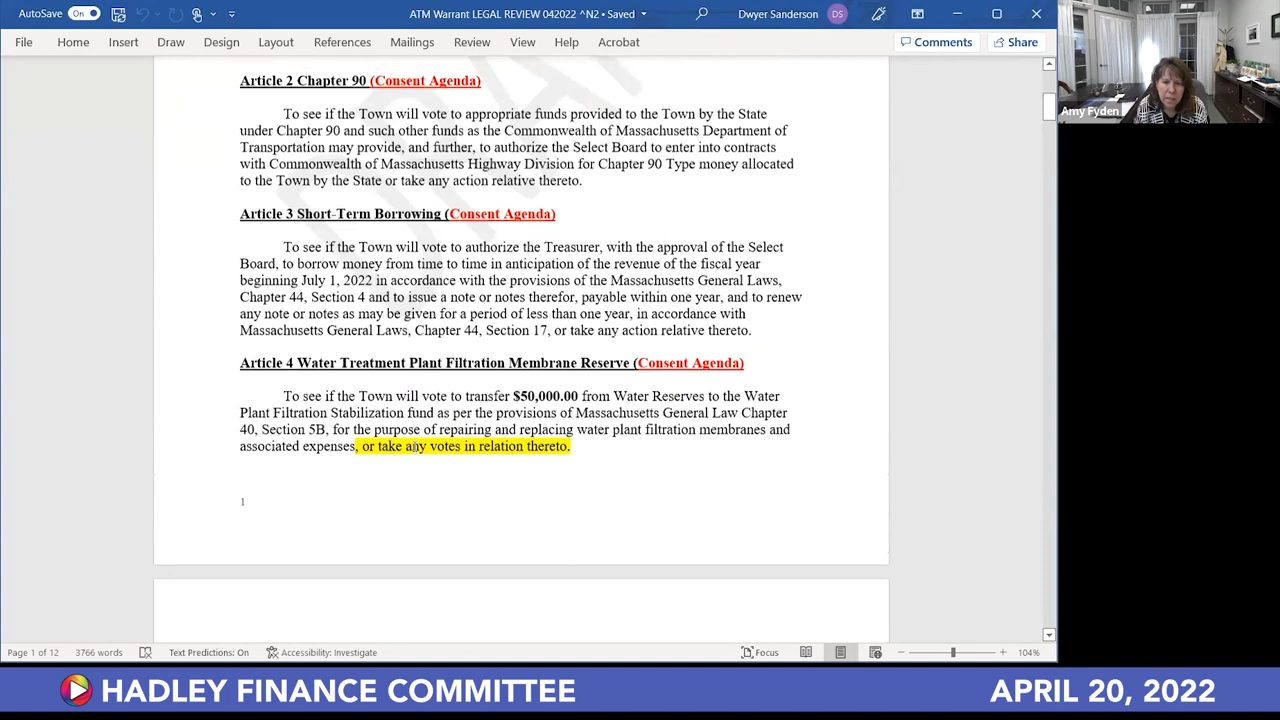 AutoSave On ATM Warrant LEGAL REVIEW 042022 ^N2 • Saved Dwyer Sanderson DS
File Home Insert Draw Design Layout References Mailings Review View Help Acrobat Comments Share
Amy Fyden
DRAFT
Article 2 Chapter 90 (Consent Agenda)
To see if the Town will vote to appropriate funds provided to the Town by the State
under Chapter 90 and such other funds as the Commonwealth of Massachusetts Department of
Transportation may provide, and further, to authorize the Select Board to enter into contracts
with Commonwealth of Massachusetts Highway Division for Chapter 90 Type money allocated
to the Town by the State or take any action relative thereto.
Article 3 Short-Term Borrowing (Consent Agenda)
To see if the Town will vote to authorize the Treasurer, with the approval of the Select
Board, to borrow money from time to time in anticipation of the revenue of the fiscal year
beginning July 1, 2022 in accordance with the provisions of the Massachusetts General Laws,
Chapter 44, Section 4 and to issue a note or notes therefor, payable within one year, and to renew
any note or notes as may be given for a period of less than one year, in accordance with
Massachusetts General Laws, Chapter 44, Section 17, or take any action relative thereto.
Article 4 Water Treatment Plant Filtration Membrane Reserve (Consent Agenda)
To see if the Town will vote to transfer $50,000.00 from Water Reserves to the Water
Plant Filtration Stabilization fund as per the provisions of Massachusetts General Law Chapter
40, Section 5B, for the purpose of repairing and replacing water plant filtration membranes and
associated expenses, or take any votes in relation thereto.
1
Page 1 of 12 3766 words Text Predictions: On Accessibility: Investigate Focus 104%
HADLEY FINANCE COMMITTEE APRIL 20, 2022